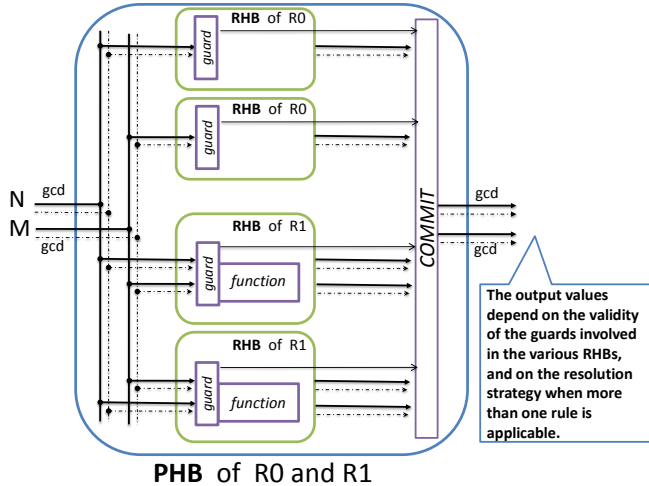 RHB of R0
guard
RHB of R0
guard
gcd
N
M
gcd
RHB of R1
guard
function
RHB of R1
guard
function
COMMIT
gcd
gcd
The output values
depend on the validity
of the guards involved
in the various RHBs,
and on the resolution
strategy when more
than one rule is
applicable.
PHB of R0 and R1